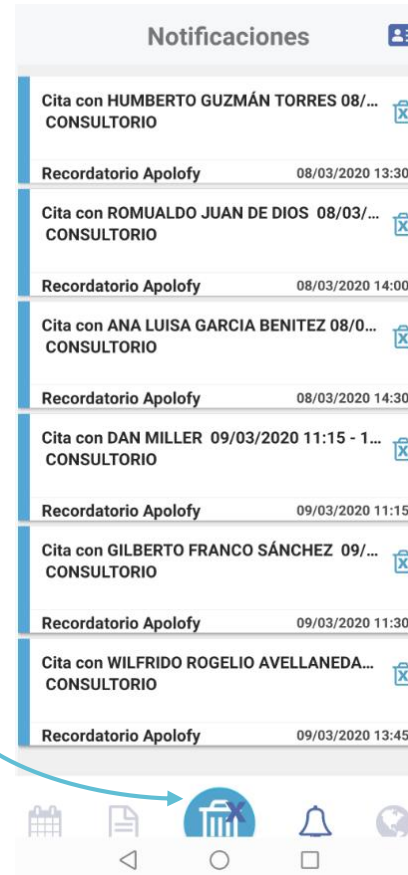 Notificaciones
Cita con HUMBERTO GUZMÁN TORRES 08/...
CONSULTORIO
Recordatorio Apolofy 08/03/2020 13:30
Cita con ROMUALDO JUAN DE DIOS 08/03/...
CONSULTORIO
Recordatorio Apolofy 08/03/2020 14:00
Cita con ANA LUISA GARCIA BENITEZ 08/0...
CONSULTORIO
Recordatorio Apolofy 08/03/2020 14:30
Cita con DAN MILLER 09/03/2020 11:15 - 1...
CONSULTORIO
Recordatorio Apolofy 09/03/2020 11:15
Cita con GILBERTO FRANCO SÁNCHEZ 09/...
CONSULTORIO
Recordatorio Apolofy 09/03/2020 11:30
Cita con WILFRIDO ROGELIO AVELLANEDA...
CONSULTORIO
Recordatorio Apolofy 09/03/2020 13:45